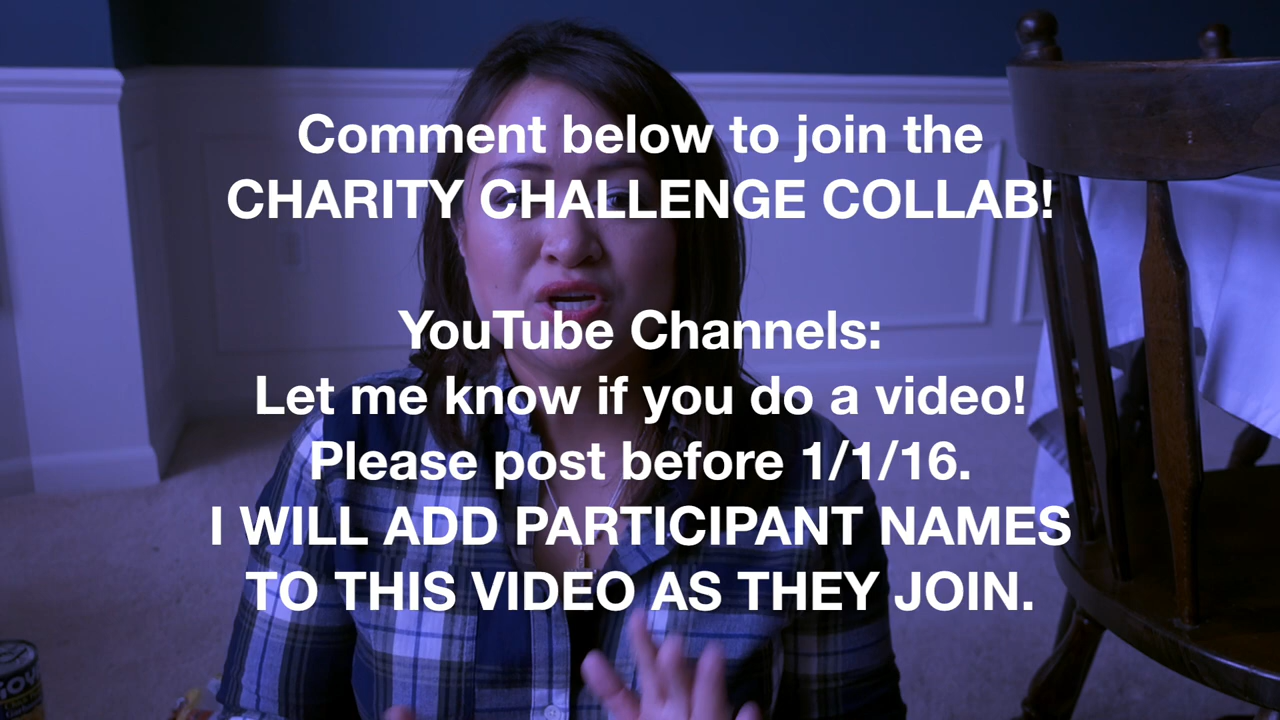 Comment below to join the
CHARITY CHALLENGE COLLAB!
YouTube Channels:
Let me know if you do a video!
Please post before 1/1/16.
I WILL ADD PARTICIPANT NAMES
TO THIS VIDEO AS THEY JOIN.